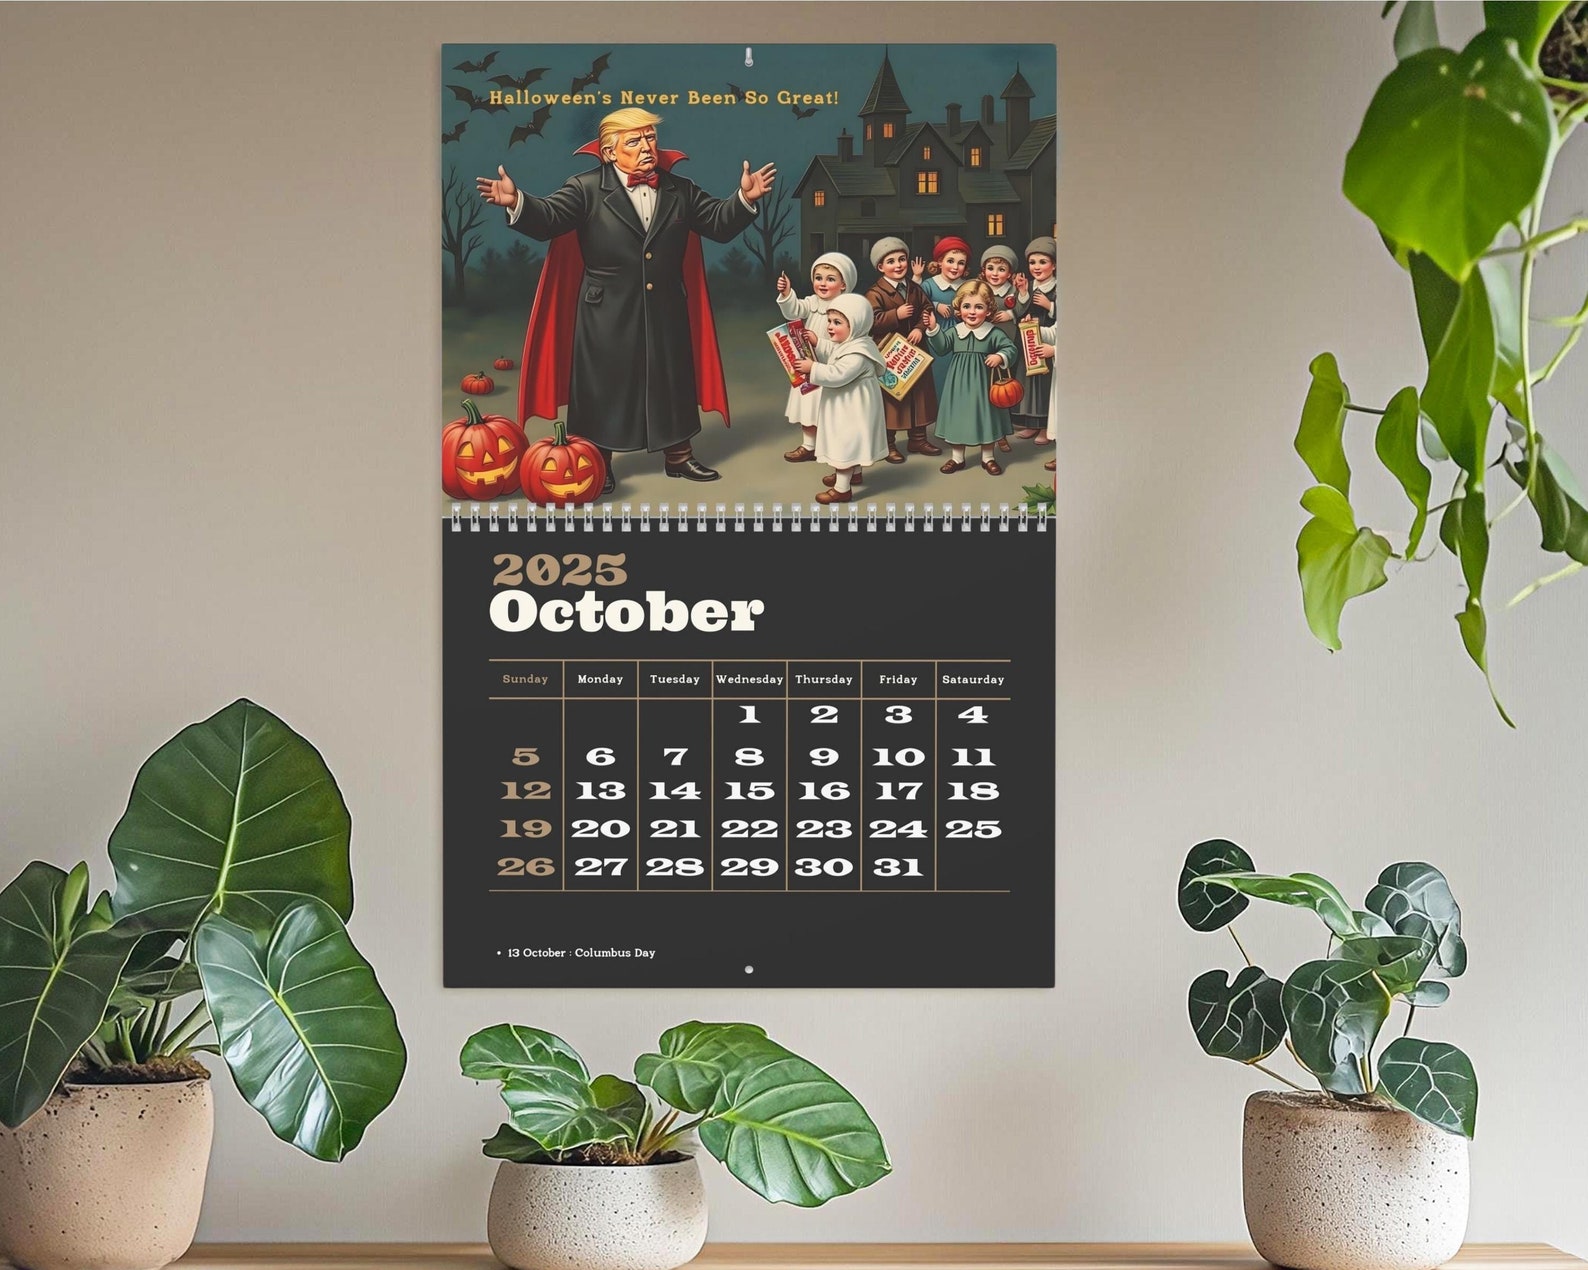 Halloween's Never Been So Great!
2025
October
Sunday Monday Tuesday Wednesday Thursday Friday Sataurday
1 2 3 4
5 6 7 8 9 10 11
12 13 14 15 16 17 18
19 20 21 22 23 24 25
26 27 28 29 30 31
• 13 October : Columbus Day